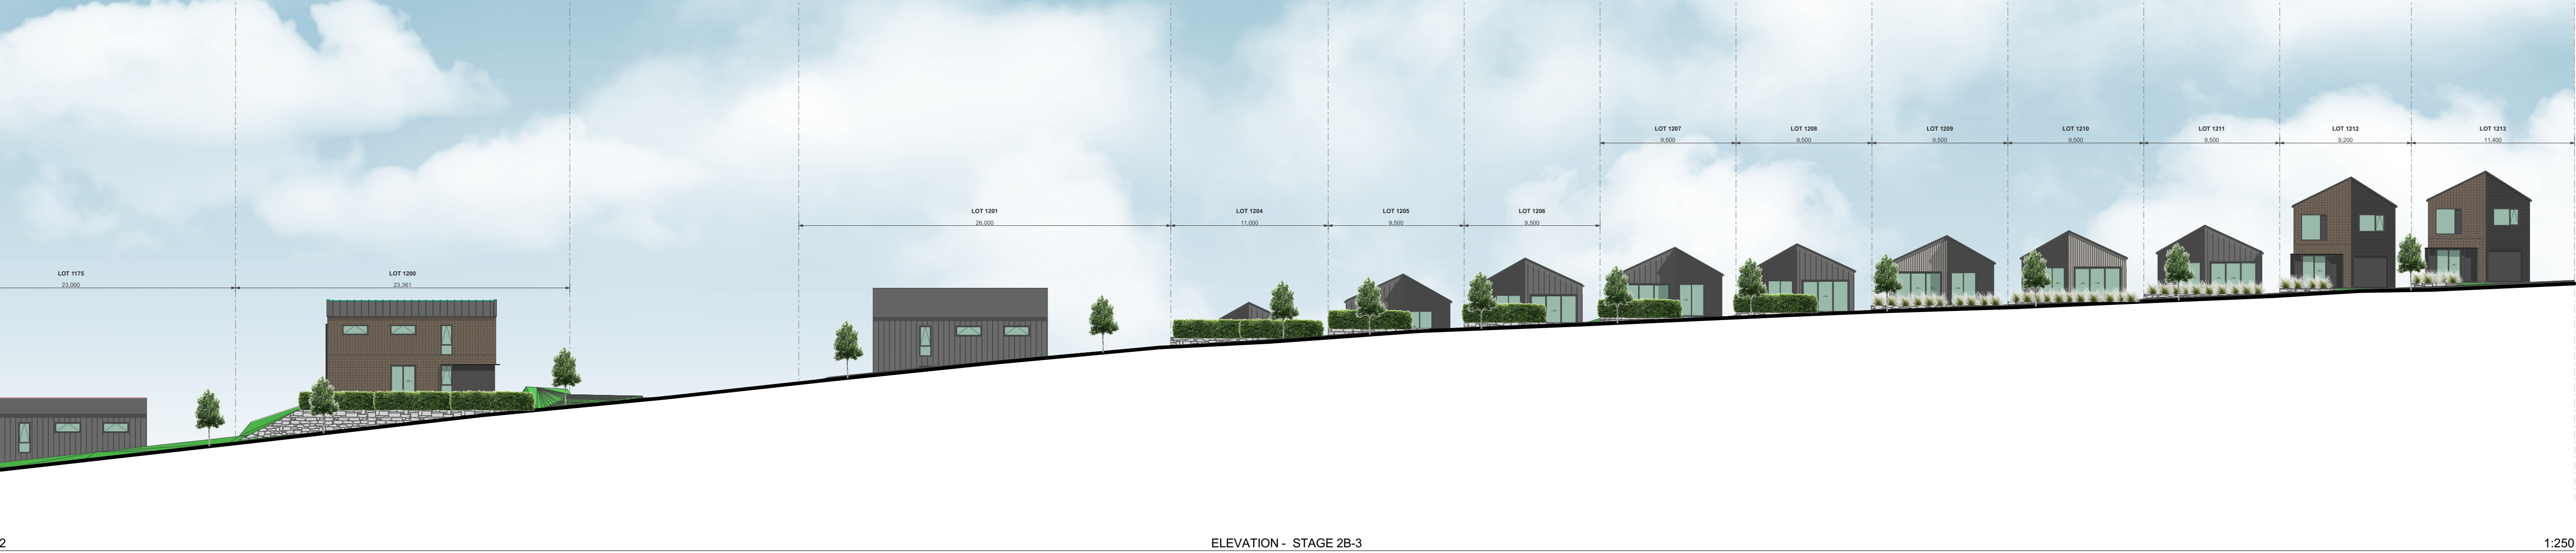 LOT 1175
23,000
LOT 1200
23,361
LOT 1201
26,000
LOT 1204
11,000
LOT 1205
9,500
LOT 1206
9,500
LOT 1207
9,500
LOT 1208
9,500
LOT 1209
9,500
LOT 1210
9,500
LOT 1211
9,500
LOT 1212
9,200
LOT 1213
11,400
2
ELEVATION - STAGE 2B-3
1:250